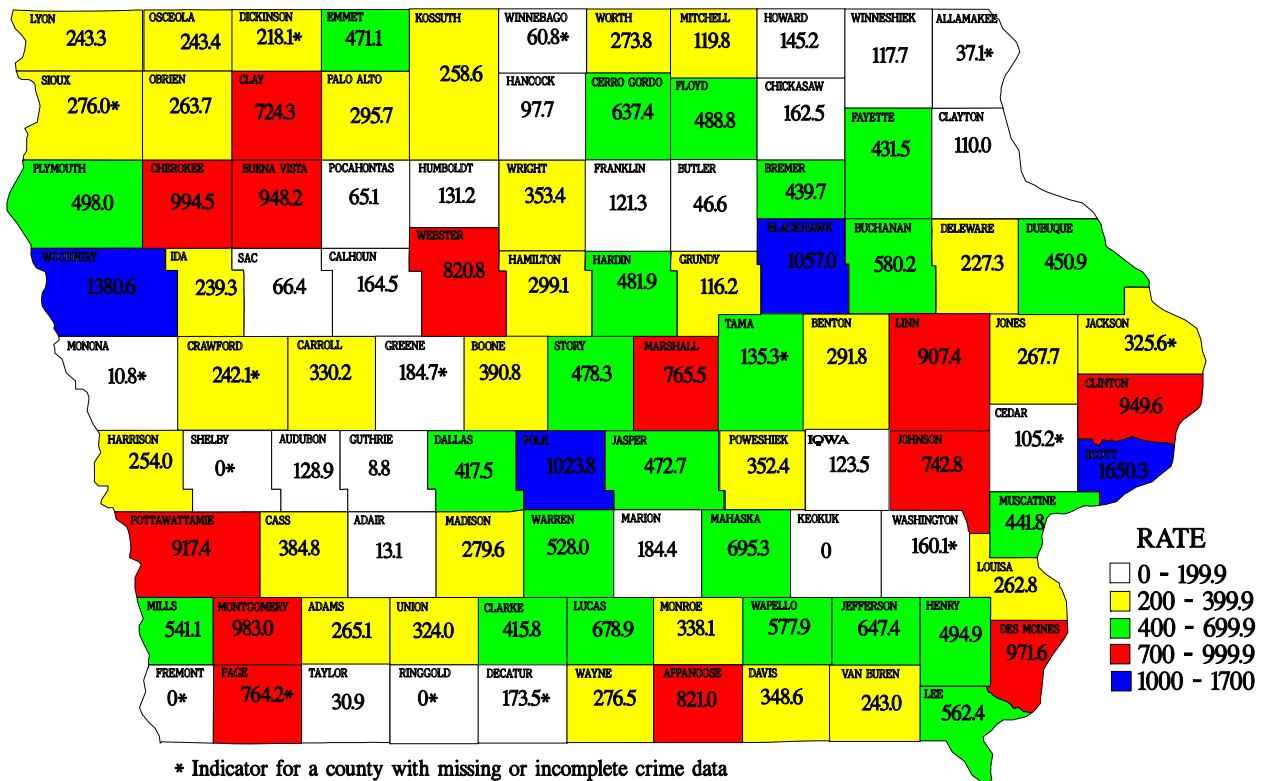 LYON OSCEOLA DICKINSON EMMET KOSSUTH WINNEBAGO WORTH MITCHELL HOWARD WINNESHIEK ALLAMAKEE
243.3 243.4 218.1* 471.1 258.6 60.8* 273.8 119.8 145.2 117.7 37.1*
SIOUX OBRIEN CLAY PALO ALTO HANCOCK CERRO GORDO FLOYD CHICKASAW FAYETTE CLAYTON
276.0* 263.7 724.3 295.7 97.7 637.4 488.8 162.5 431.5 110.0
PLYMOUTH CHEROKEE BUENA VISTA POCAHONTAS HUMBOLDT WRIGHT FRANKLIN BUTLER BREMER
498.0 994.5 948.2 65.1 131.2 353.4 121.3 46.6 439.7
WOODBURY IDA SAC CALHOUN WEBSTER HAMILTON HARDIN GRUNDY BLACKHAWK BUCHANAN DELEWARE DUBUQUE
1380.6 239.3 66.4 164.5 820.8 299.1 481.9 116.2 1057.0 580.2 227.3 450.9
MONONA CRAWFORD CARROLL GREENE BOONE STORY MARSHALL TAMA BENTON LINN JONES JACKSON
10.8* 242.1* 330.2 184.7* 390.8 478.3 765.5 135.3* 291.8 907.4 267.7 325.6*
CLINTON
949.6
HARRISON SHELBY AUDUBON GUTHRIE DALLAS POLK JASPER POWESHIEK IOWA JOHNSON CEDAR SCOTT
254.0 0* 128.9 8.8 417.5 1023.8 472.7 352.4 123.5 742.8 105.2* 1650.3
MUSCATINE
441.8
POTTAWATTAMIE CASS ADAIR MADISON WARREN MARION MAHASKA KEOKUK WASHINGTON LOUISA
917.4 384.8 13.1 279.6 528.0 184.4 695.3 0 160.1* 262.8
MILLS MONTGOMERY ADAMS UNION CLARKE LUCAS MONROE WAPELLO JEFFERSON HENRY DES MOINES
541.1 983.0 265.1 324.0 415.8 678.9 338.1 577.9 647.4 494.9 971.6
FREMONT PAGE TAYLOR RINGGOLD DECATUR WAYNE APPANOOSE DAVIS VAN BUREN LEE
0* 764.2* 30.9 0* 173.5* 276.5 821.0 348.6 243.0 562.4
RATE
0 - 199.9
200 - 399.9
400 - 699.9
700 - 999.9
1000 - 1700
* Indicator for a county with missing or incomplete crime data